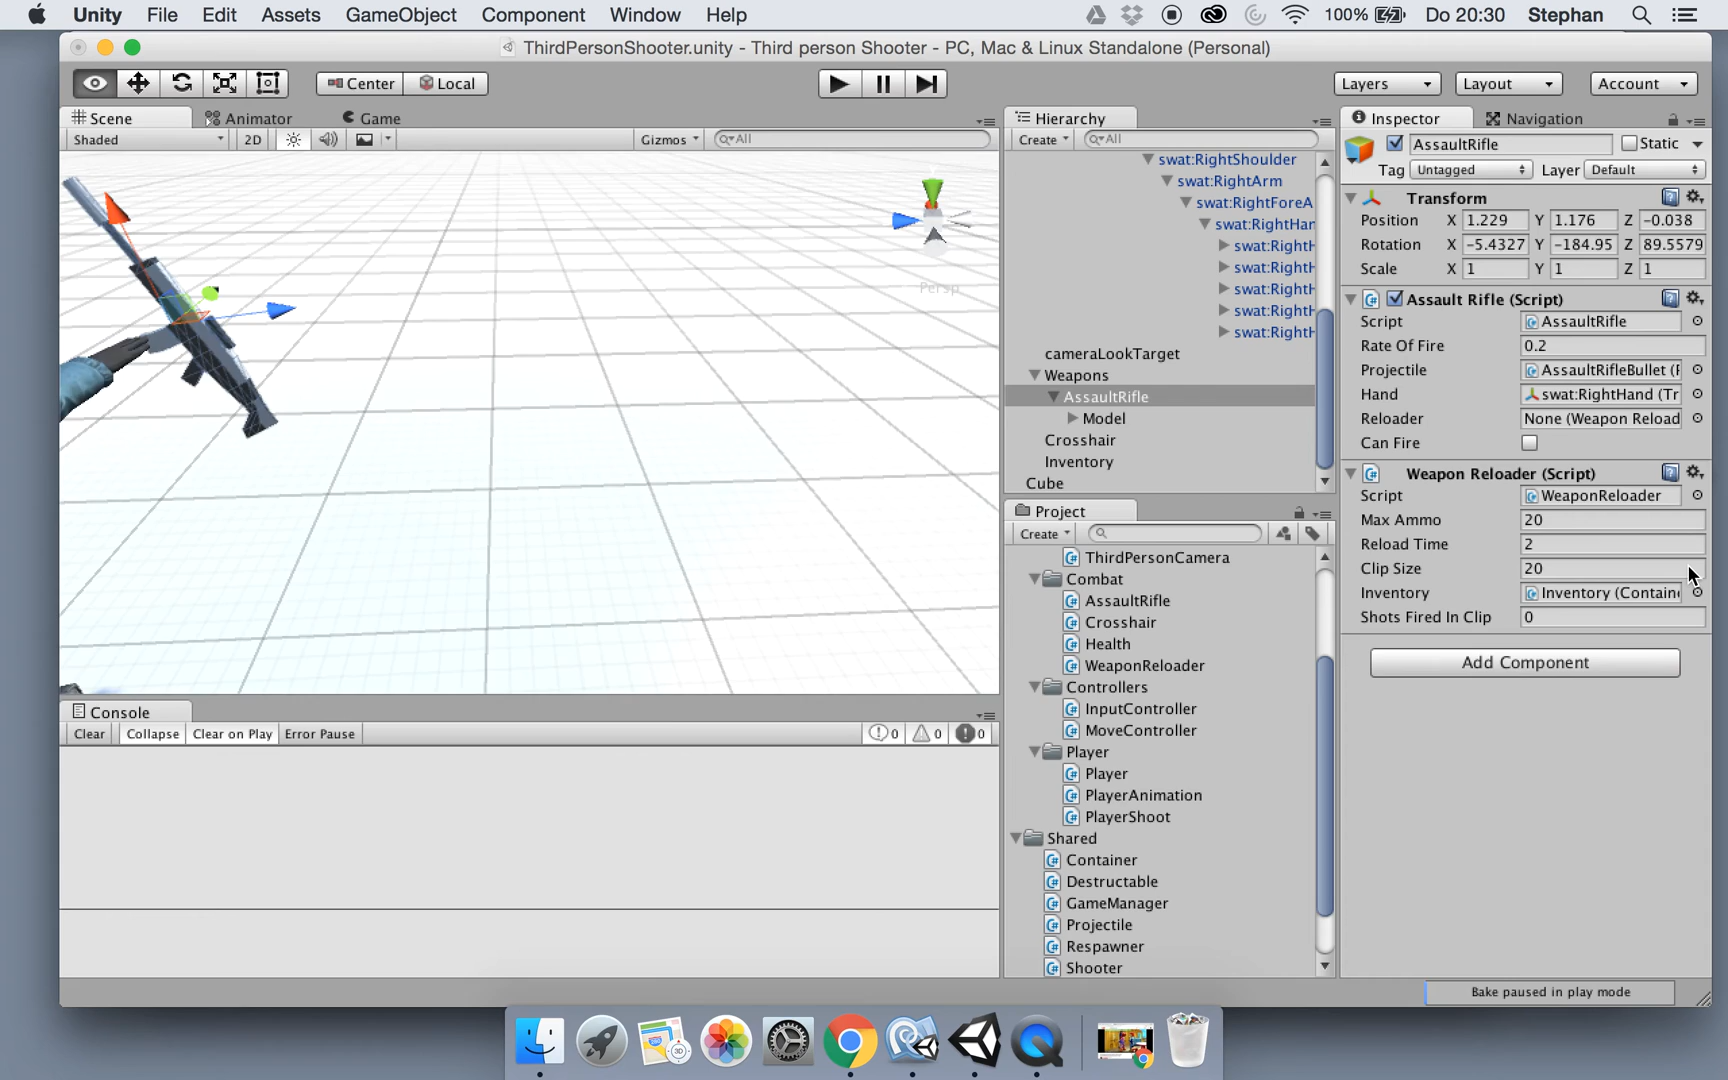 Unity File Edit Assets GameObject Component Window Help 100% Do 20:30 Stephan
ThirdPersonShooter.unity - Third person Shooter - PC, Mac & Linux Standalone (Personal)
Center Local Layers Layout Account
Scene Animator Game
Shaded 2D Gizmos All
Persp
Hierarchy
Create All
swat:RightShoulder
swat:RightArm
swat:RightForeA
swat:RightHan
swat:RightH
swat:RightH
swat:RightH
swat:RightH
swat:RightH
cameraLookTarget
Weapons
AssaultRifle
Model
Crosshair
Inventory
Cube
Project
Create
ThirdPersonCamera
Combat
AssaultRifle
Crosshair
Health
WeaponReloader
Controllers
InputController
MoveController
Player
Player
PlayerAnimation
PlayerShoot
Shared
Container
Destructable
GameManager
Projectile
Respawner
Shooter
Inspector Navigation
AssaultRifle Static
Tag Untagged Layer Default
Transform
Position X 1.229 Y 1.176 Z -0.038
Rotation X -5.4327 Y -184.95 Z 89.5579
Scale X 1 Y 1 Z 1
Assault Rifle (Script)
Script AssaultRifle
Rate Of Fire 0.2
Projectile AssaultRifleBullet (
Hand swat:RightHand (Tr
Reloader None (Weapon Reload
Can Fire
Weapon Reloader (Script)
Script WeaponReloader
Max Ammo 20
Reload Time 2
Clip Size 20
Inventory Inventory (Contain
Shots Fired In Clip 0
Add Component
Console
Clear Collapse Clear on Play Error Pause 0 0 0
Bake paused in play mode